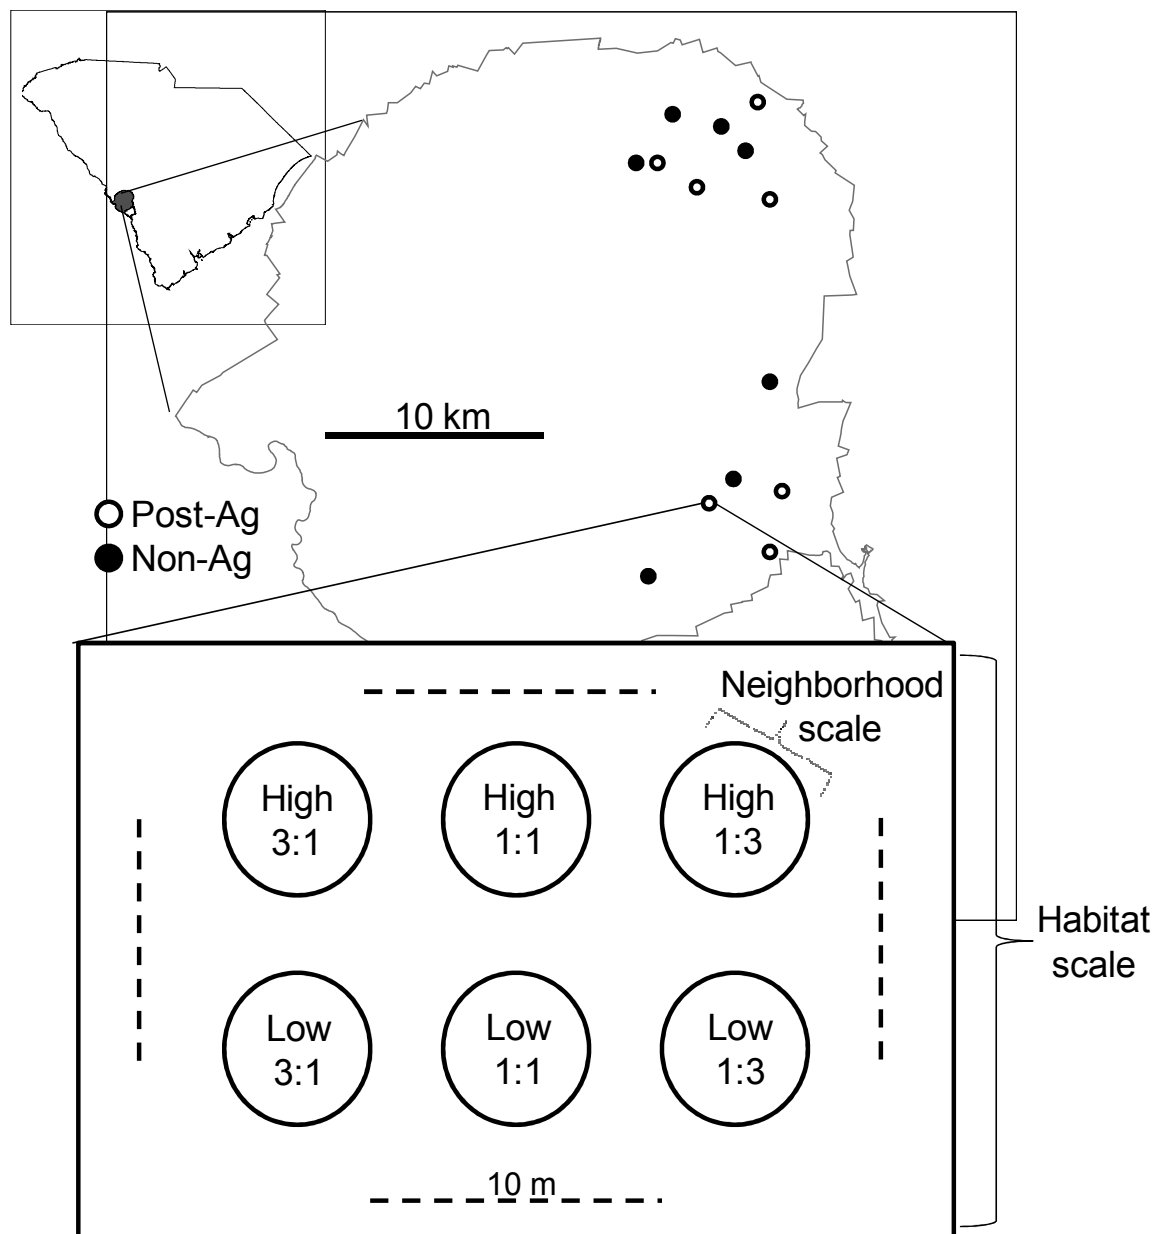 10 km
Post-Ag
Non-Ag
Neighborhood
scale
High
3:1
High
1:1
High
1:3
Habitat
scale
Low
3:1
Low
1:1
Low
1:3
10 m